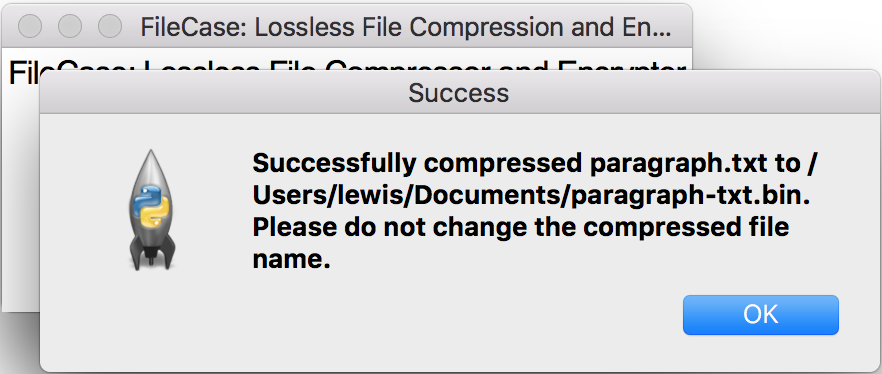 FileCase: Lossless File Compression and En...
FileCase: Lossless File Compressor and Encryptor
Success
Successfully compressed paragraph.txt to /
Users/lewis/Documents/paragraph-txt.bin.
Please do not change the compressed file
name.
OK